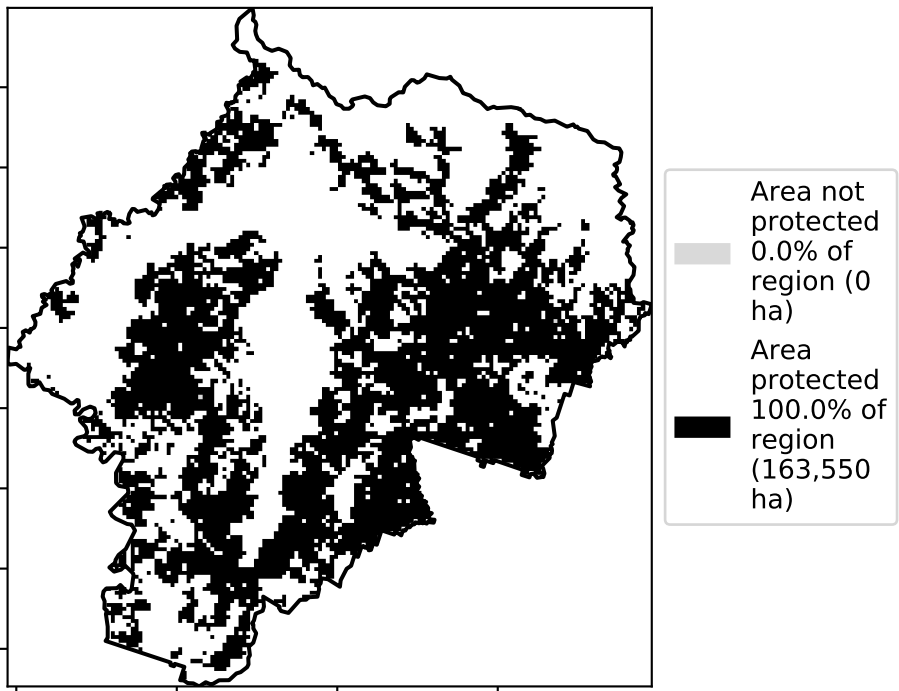 Area not
protected
0.0% of
region (0
ha)
Area
protected
100.0% of
region
(163,550
ha)